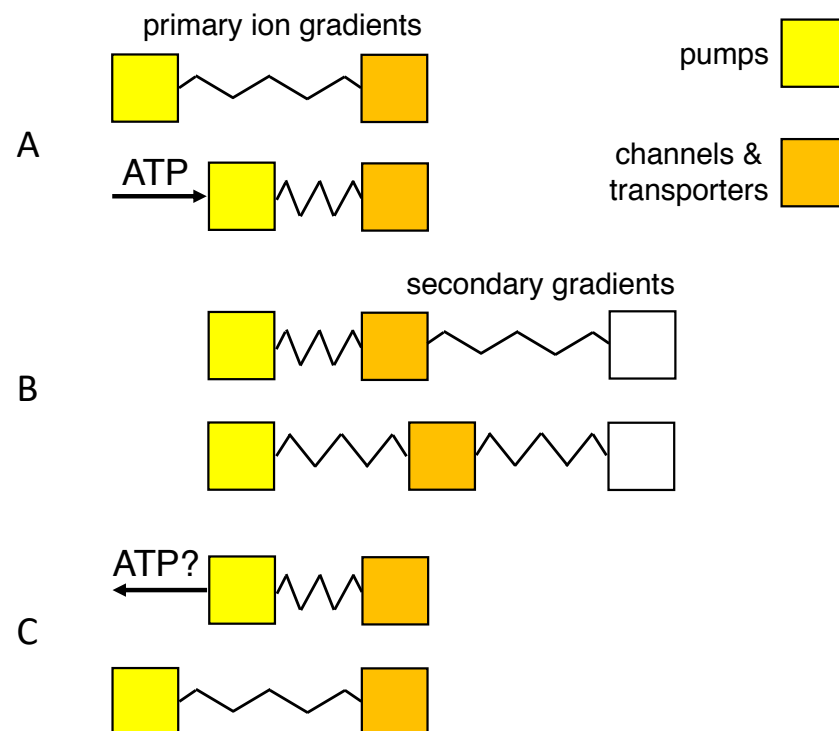 primary ion gradients
pumps
A
ATP
channels &
transporters
secondary gradients
B
ATP?
C